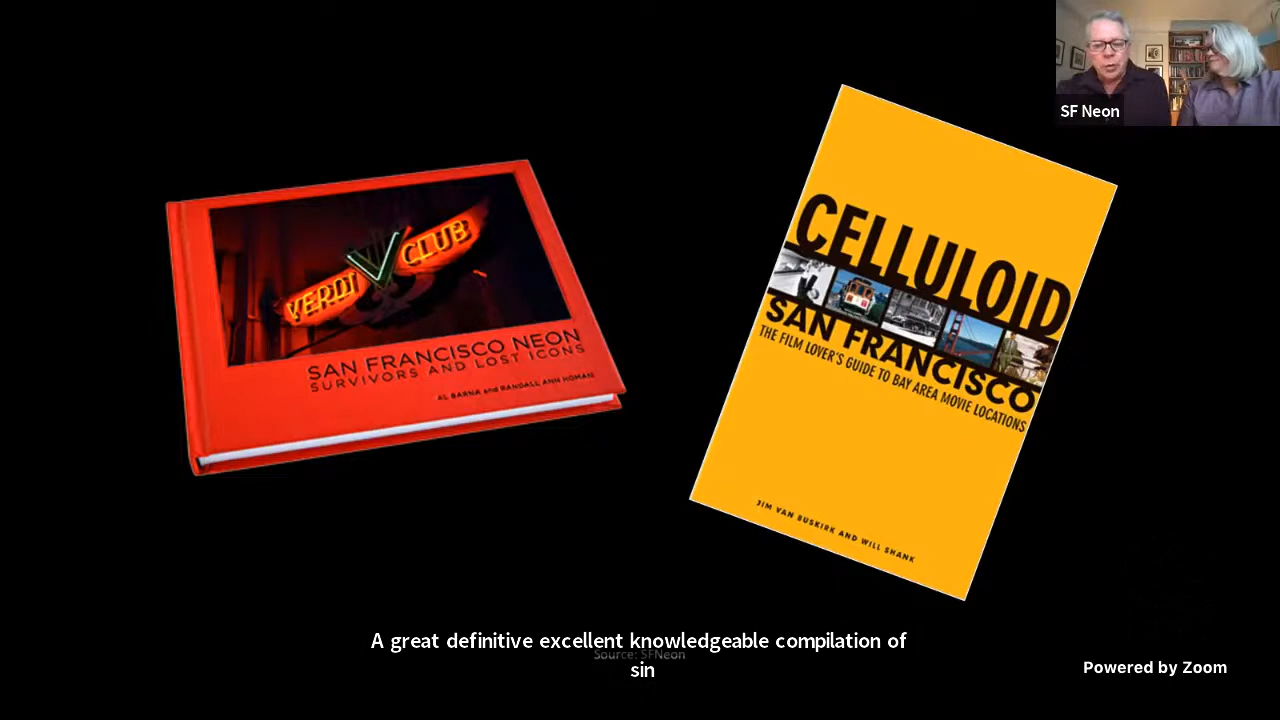 SF Neon
VERDI V CLUB
SAN FRANCISCO NEON
SURVIVORS AND LOST ICONS
AL BARNA and RANDALL ANN HOMAN
CELLULOID
SAN FRANCISCO
THE FILM LOVER'S GUIDE TO BAY AREA MOVIE LOCATIONS
JIM VAN BUSKIRK AND WILL SHANK
A great definitive excellent knowledgeable compilation of
Source: SFNeon
sin
Powered by Zoom